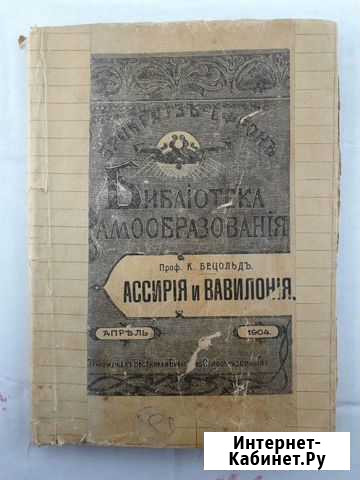 БРОКГАУЗЪ-ЕФРОНЪ
БИБЛIОТЕКА
САМООБРАЗОВАНIЯ
Проф. К. БЕЦОЛЬДЪ.
АССИРIЯ и ВАВИЛОНIЯ.
АПРѢЛЬ 1904.
Интернет-
Кабинет.Ру